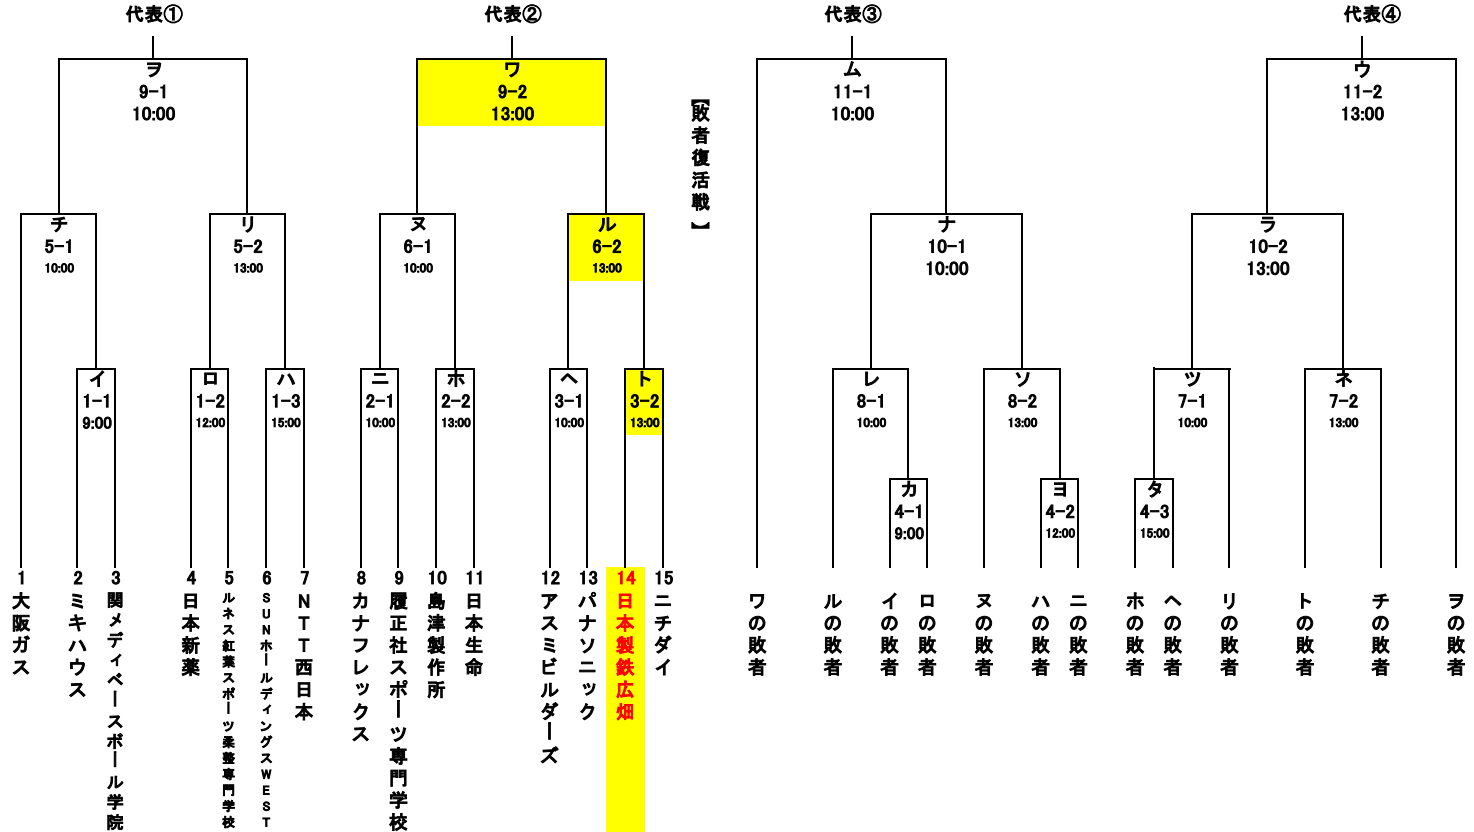 代表①
代表②
代表③
代表④
ヲ
9-1
10:00
ワ
9-2
13:00
ム
11-1
10:00
ウ
11-2
13:00
【敗者復活戦】
チ
5-1
10:00
リ
5-2
13:00
ヌ
6-1
10:00
ル
6-2
13:00
ナ
10-1
10:00
ラ
10-2
13:00
イ
1-1
9:00
ロ
1-2
12:00
ハ
1-3
15:00
ニ
2-1
10:00
ホ
2-2
13:00
ヘ
3-1
10:00
ト
3-2
13:00
レ
8-1
10:00
ソ
8-2
13:00
ツ
7-1
10:00
ネ
7-2
13:00
カ
4-1
9:00
ヨ
4-2
12:00
タ
4-3
15:00
1
大阪ガス
2
ミキハウス
3
関メディベースボール学院
4
日本新薬
5
ルネス紅葉スポーツ柔整専門学校
6
SUNホールディングスWEST
7
NTT西日本
8
カナフレックス
9
履正社スポーツ専門学校
10
島津製作所
11
日本生命
12
アスミビルダーズ
13
パナソニック
14
日本製鉄広畑
15
ニチダイ
ワの敗者
ルの敗者
イの敗者
ロの敗者
ヌの敗者
ハの敗者
ニの敗者
ホの敗者
ヘの敗者
リの敗者
トの敗者
チの敗者
ヲの敗者